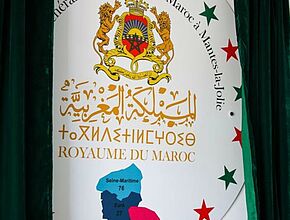 Maroc à Mantes-la-Jolie
المملكة المغربية
ⵜⴰⴳⵍⴷⵉⵜ ⵏ ⵍⵎⵖⵔⵉⴱ
ROYAUME DU MAROC
Seine-Maritime
76
Eure
27